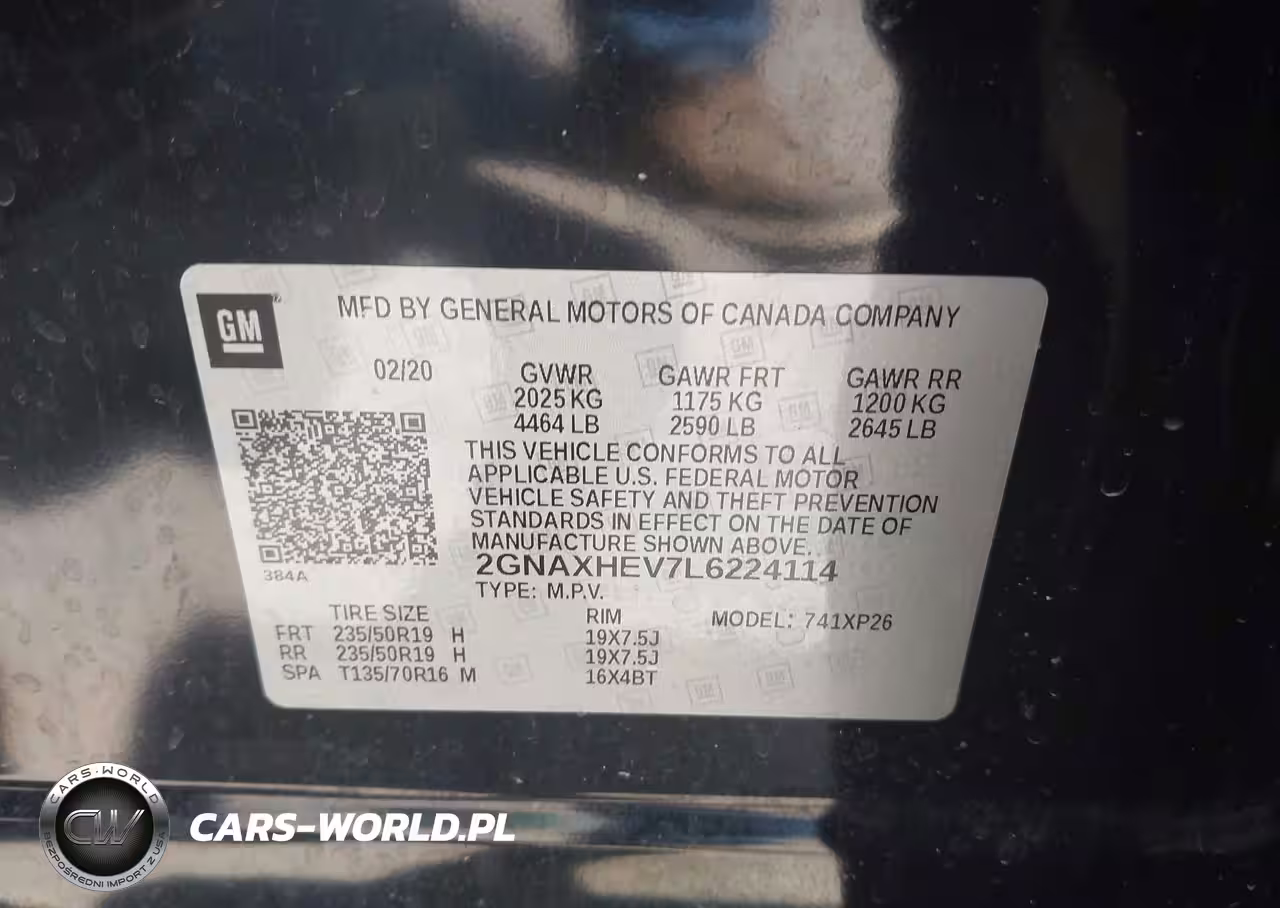 GM
MFD BY GENERAL MOTORS OF CANADA COMPANY
02/20
GVWR GAWR FRT GAWR RR
2025 KG 1175 KG 1200 KG
4464 LB 2590 LB 2645 LB
THIS VEHICLE CONFORMS TO ALL
APPLICABLE U.S. FEDERAL MOTOR
VEHICLE SAFETY AND THEFT PREVENTION
STANDARDS IN EFFECT ON THE DATE OF
MANUFACTURE SHOWN ABOVE.
384A
2GNAXHEV7L6224114
TYPE: M.P.V.
TIRE SIZE RIM MODEL: 741XP26
FRT 235/50R19 H 19X7.5J
RR 235/50R19 H 19X7.5J
SPA T135/70R16 M 16X4BT
CARS-WORLD
CW
BEZPOŚREDNI IMPORT Z USA
CARS-WORLD.PL